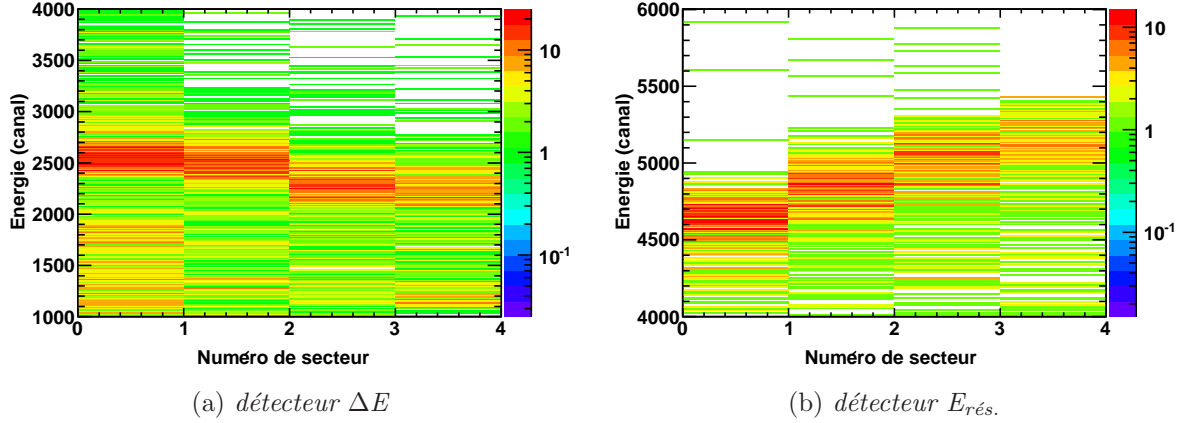 4000
3500
3000
2500
2000
1500
1000
Energie (canal)
0 1 2 3 4
Numéro de secteur
10
1
10-1
(a) détecteur ΔE
6000
5500
5000
4500
4000
Energie (canal)
0 1 2 3 4
Numéro de secteur
10
1
10-1
(b) détecteur Erés.